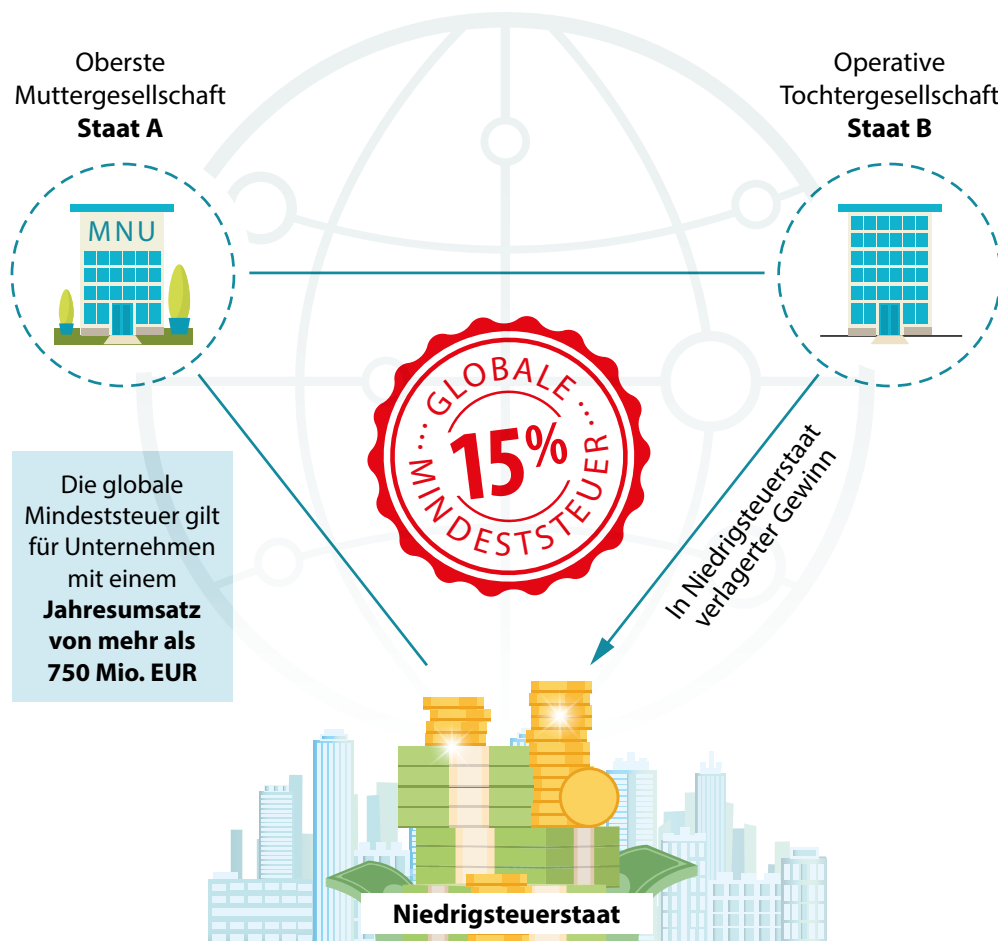 Oberste
Muttergesellschaft
Staat A
Operative
Tochtergesellschaft
Staat B
MNU
GLOBALE
15%
MINDESTSTEUER
Die globale
Mindeststeuer gilt
für Unternehmen
mit einem
Jahresumsatz
von mehr als
750 Mio. EUR
In Niedrigsteuerstaat
verlagerter Gewinn
Niedrigsteuerstaat